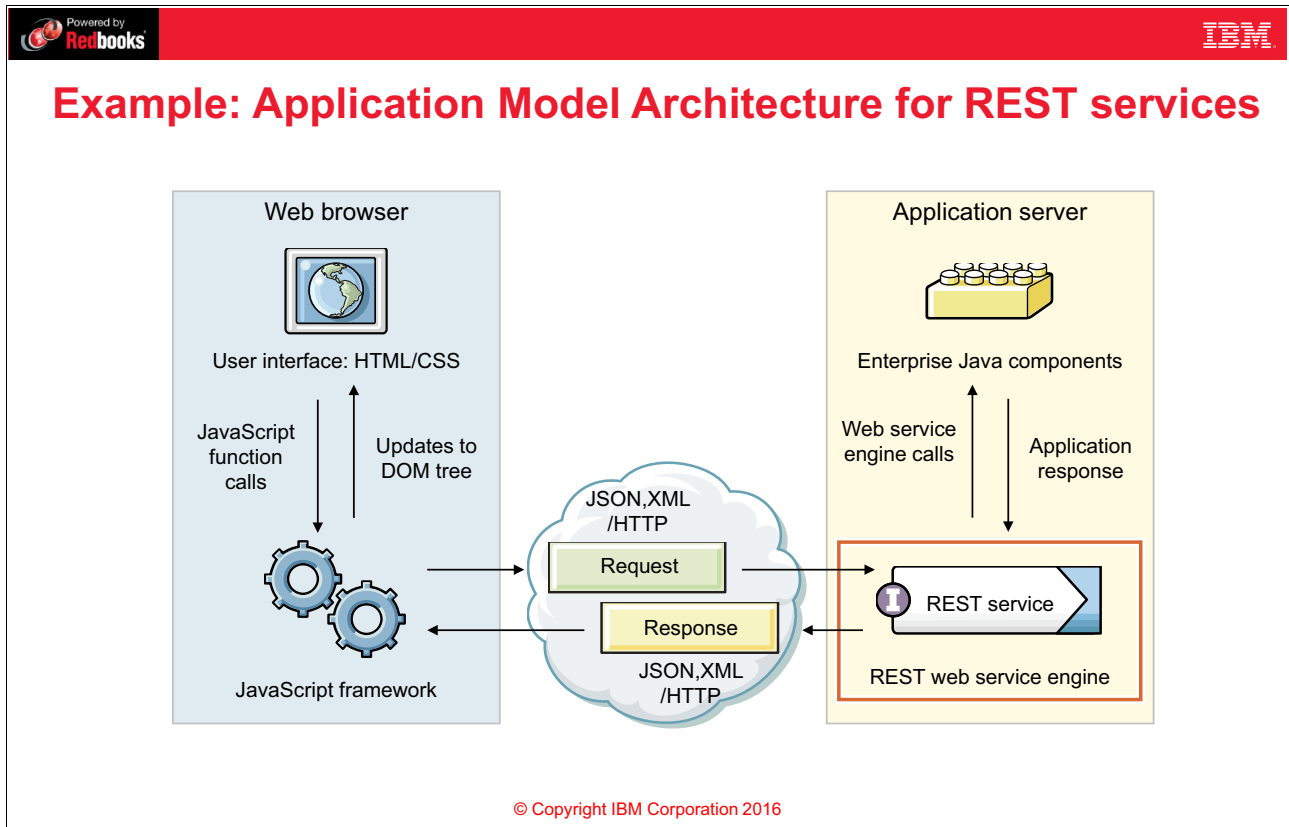 Powered by
Redbooks
IBM.
Example: Application Model Architecture for REST services
Web browser
User interface: HTML/CSS
JavaScript
function
calls
Updates to
DOM tree
JavaScript framework
JSON,XML
/HTTP
Request
Response
JSON,XML
/HTTP
Application server
Enterprise Java components
Web service
engine calls
Application
response
I
REST service
REST web service engine
© Copyright IBM Corporation 2016